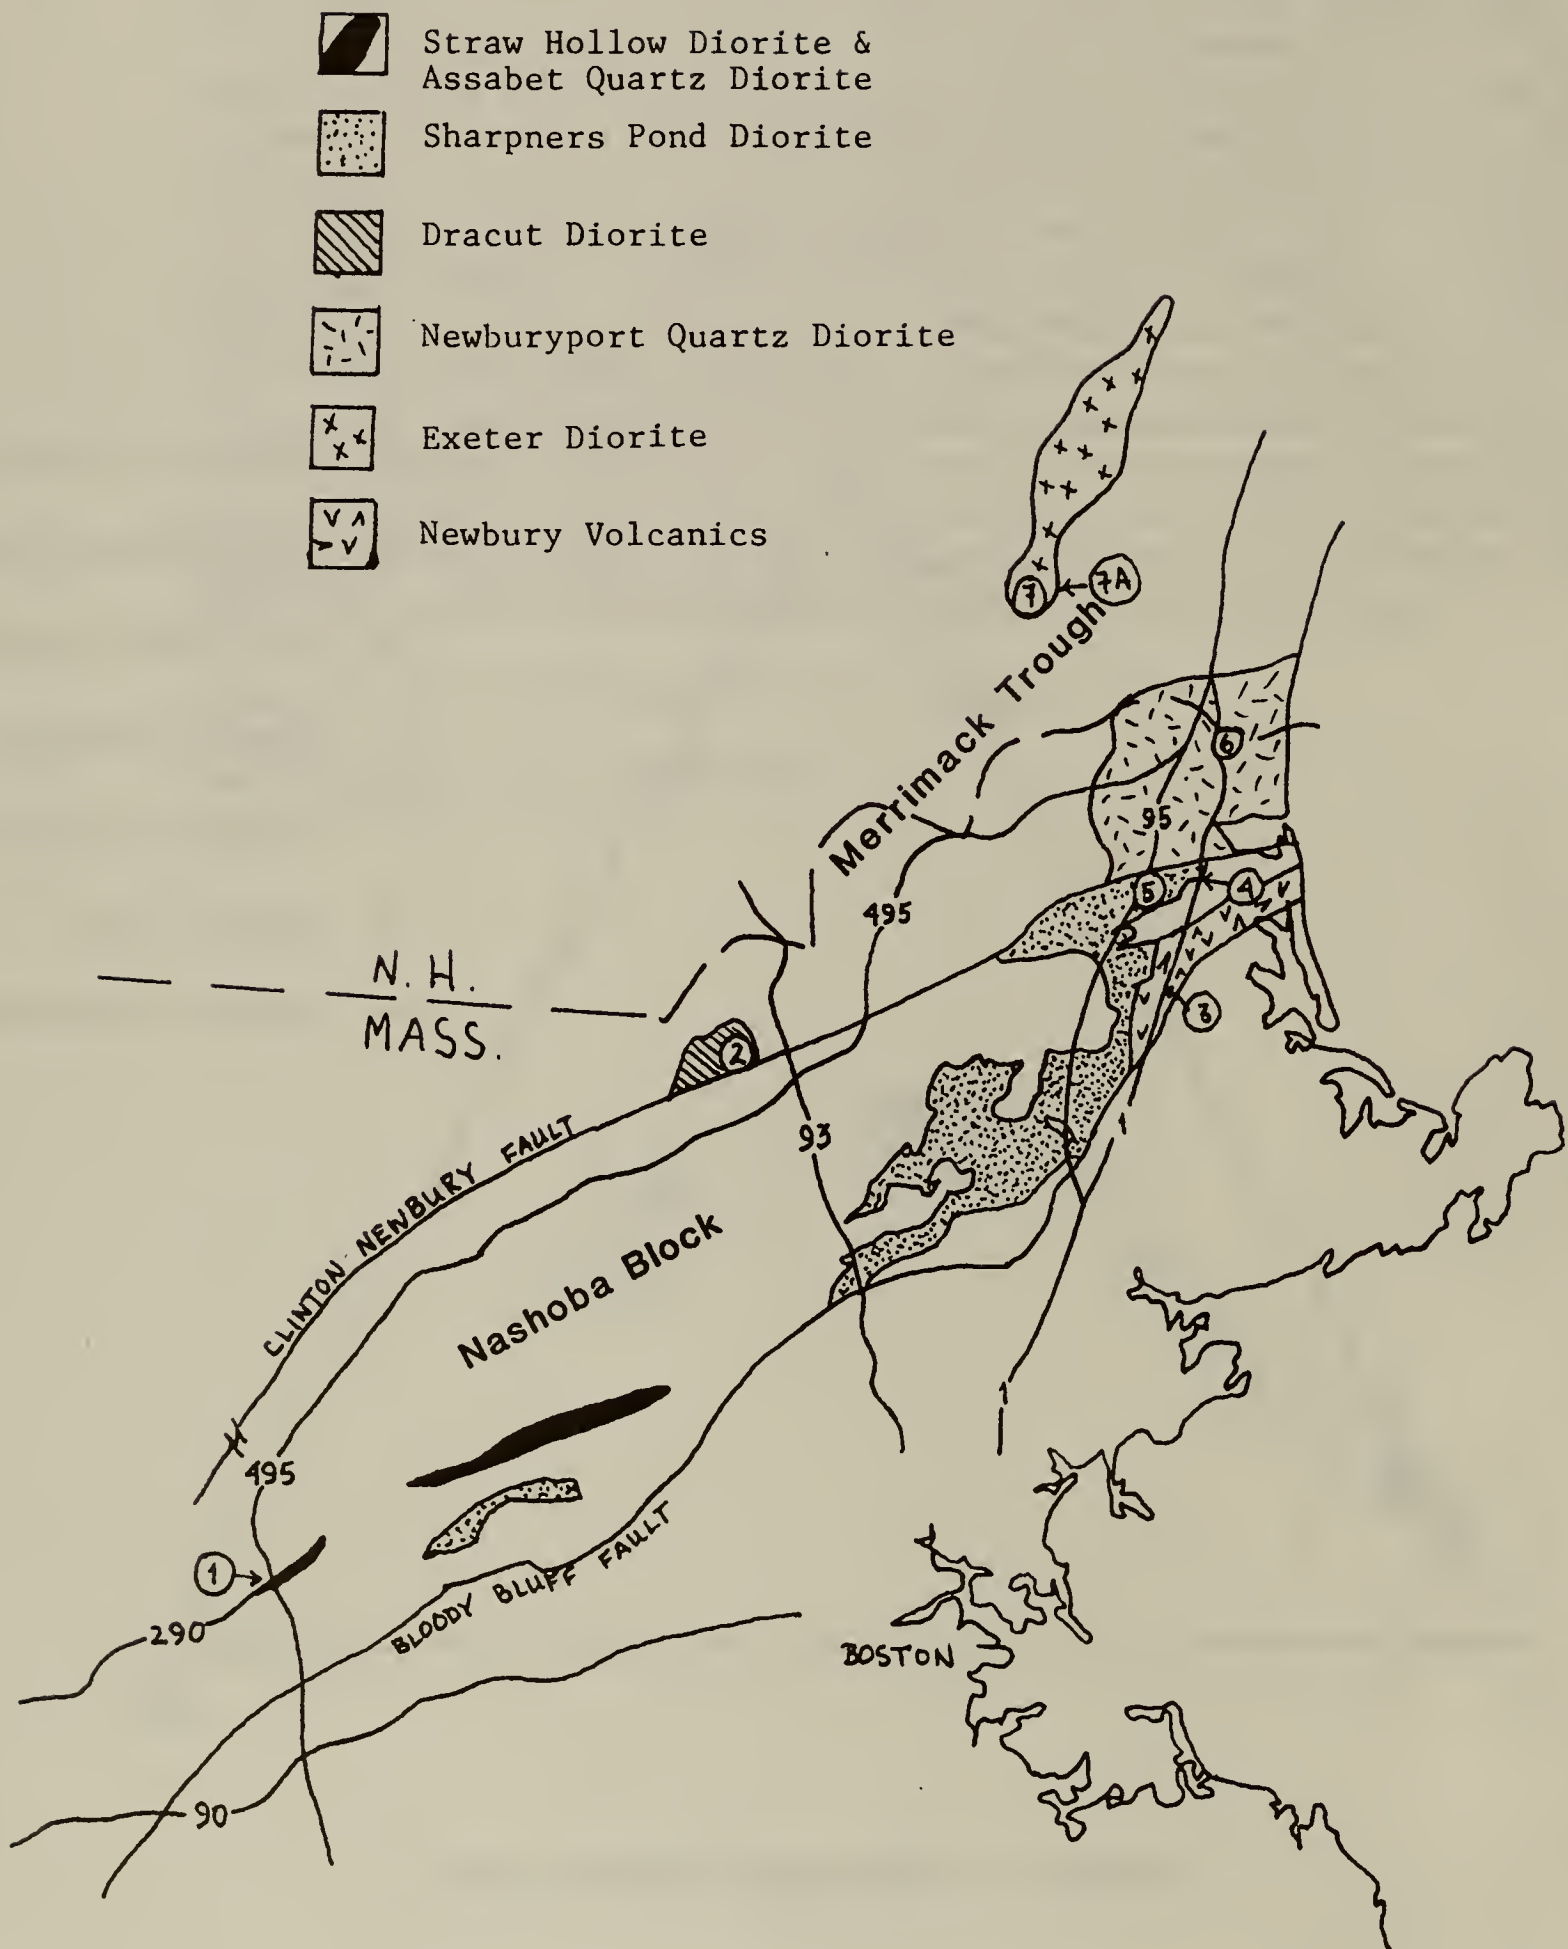 Straw Hollow Diorite &
Assabet Quartz Diorite
Sharpners Pond Diorite
Dracut Diorite
Newburyport Quartz Diorite
Exeter Diorite
Newbury Volcanics
7
7A
Merrimack Trough
6
95
5
4
495
N.H.
MASS.
3
2
1
93
CLINTON NEWBURY FAULT
Nashoba Block
1
495
BLOODY BLUFF FAULT
1
290
BOSTON
90